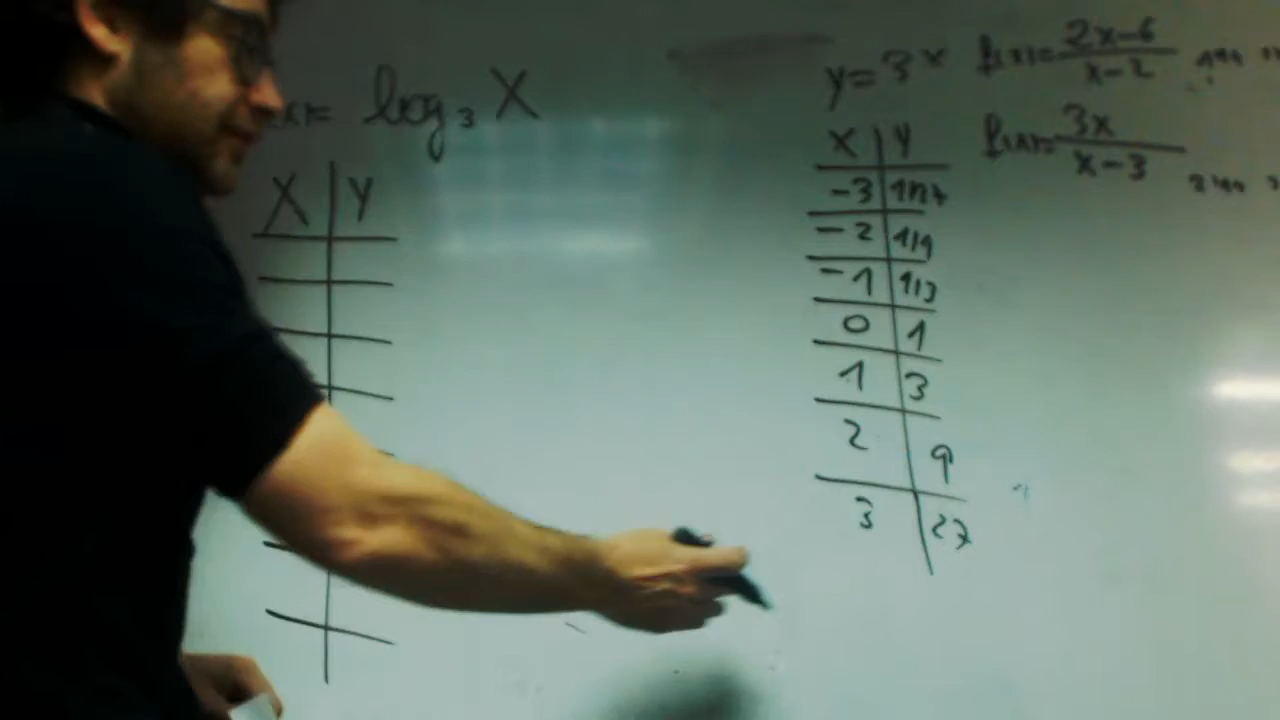 log₃ X
X | Y
y = 3ˣ
X | Y
-3 | 1/27
-2 | 1/9
-1 | 1/3
0 | 1
1 | 3
2 | 9
3 | 27
f(x)= 2x-6 / x-2
f(x)= 3x / x-3